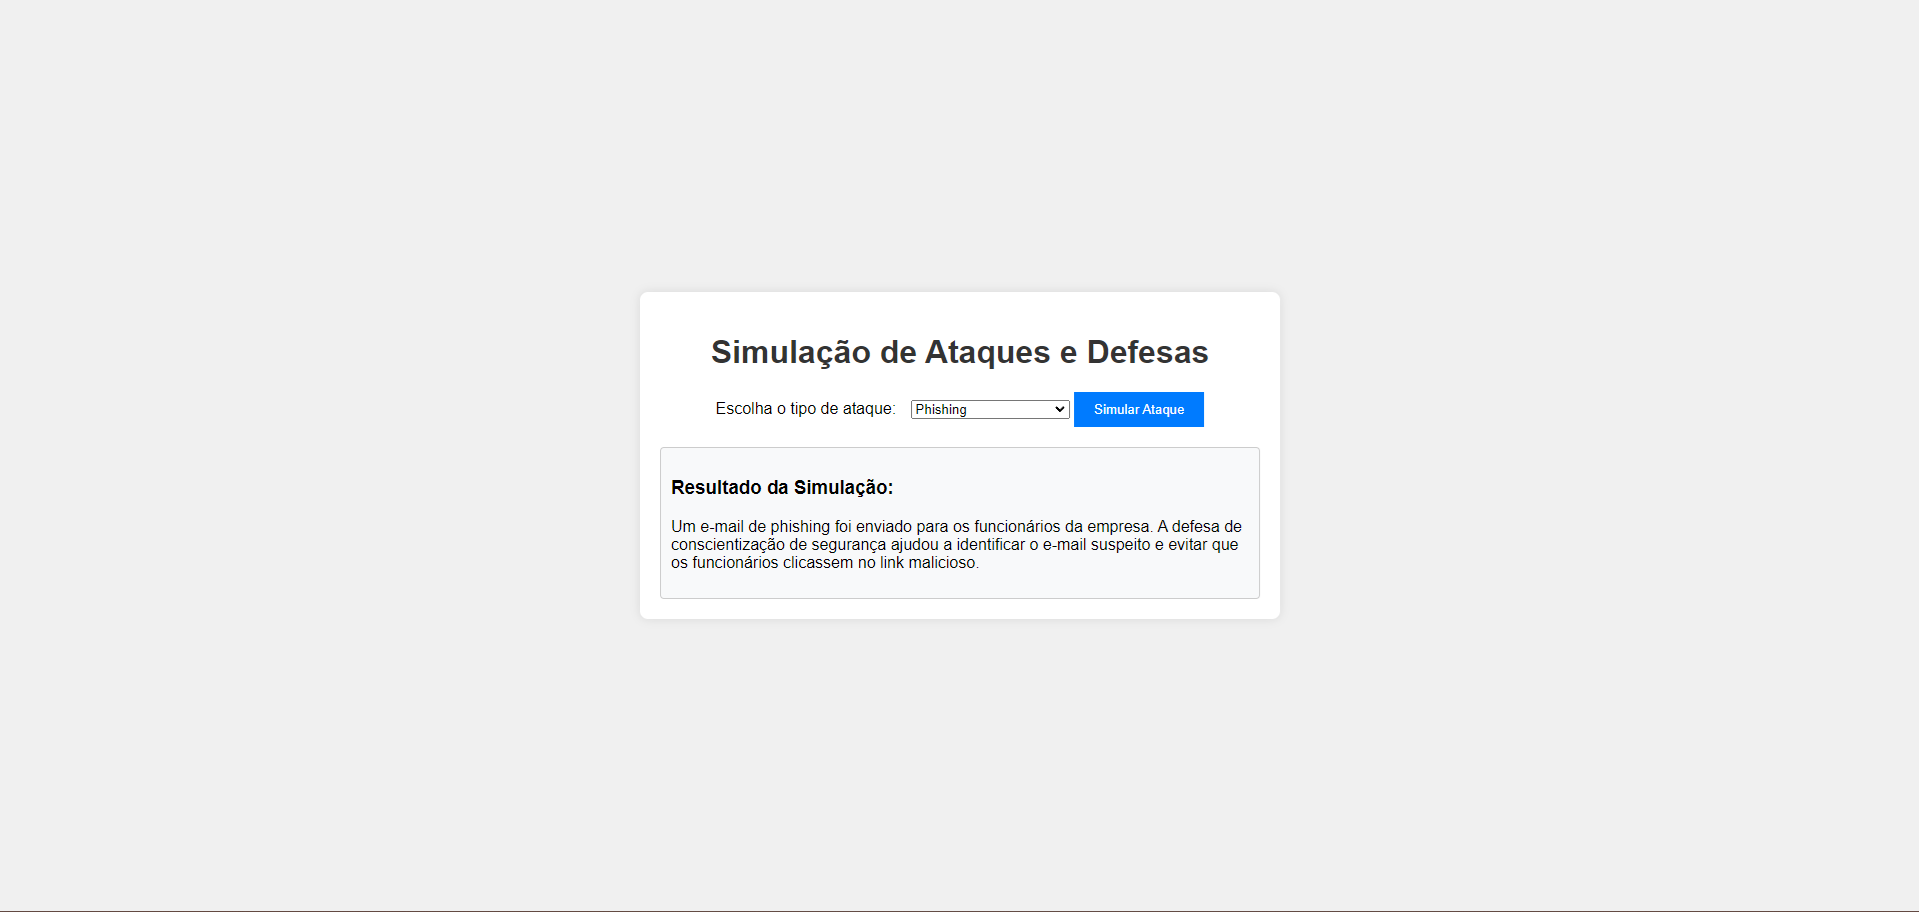 Simulação de Ataques e Defesas
Escolha o tipo de ataque: Phishing Simular Ataque
Resultado da Simulação:
Um e-mail de phishing foi enviado para os funcionários da empresa. A defesa de
conscientização de segurança ajudou a identificar o e-mail suspeito e evitar que
os funcionários clicassem no link malicioso.